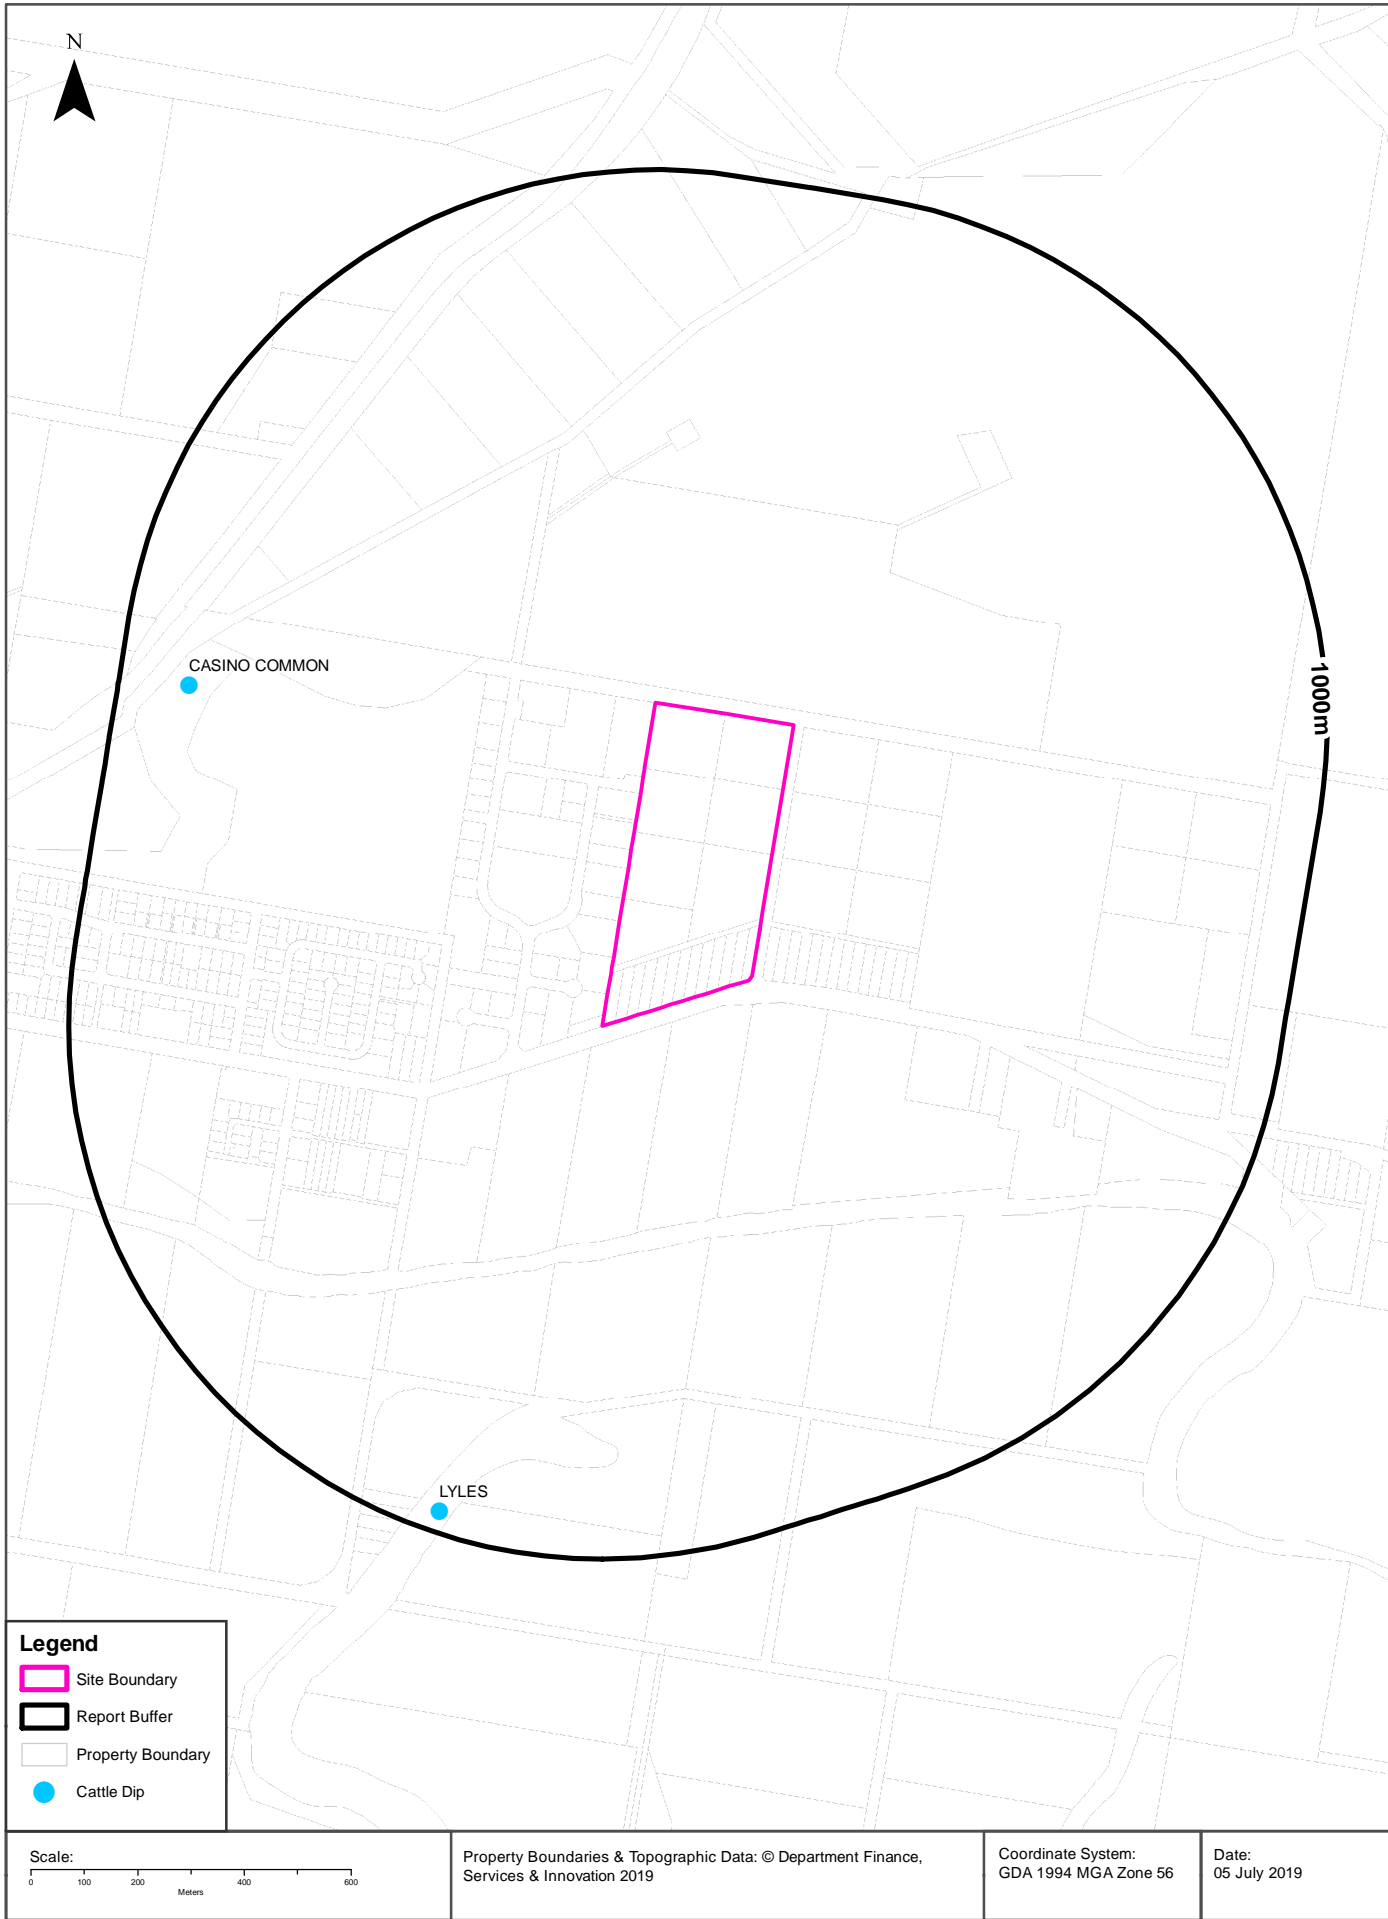 N
CASINO COMMON
1000m
LYLES
Legend
Site Boundary
Report Buffer
Property Boundary
Cattle Dip
Scale:
0 100 200 400 600
Meters
Property Boundaries & Topographic Data: © Department Finance,
Services & Innovation 2019
Coordinate System:
GDA 1994 MGA Zone 56
Date:
05 July 2019